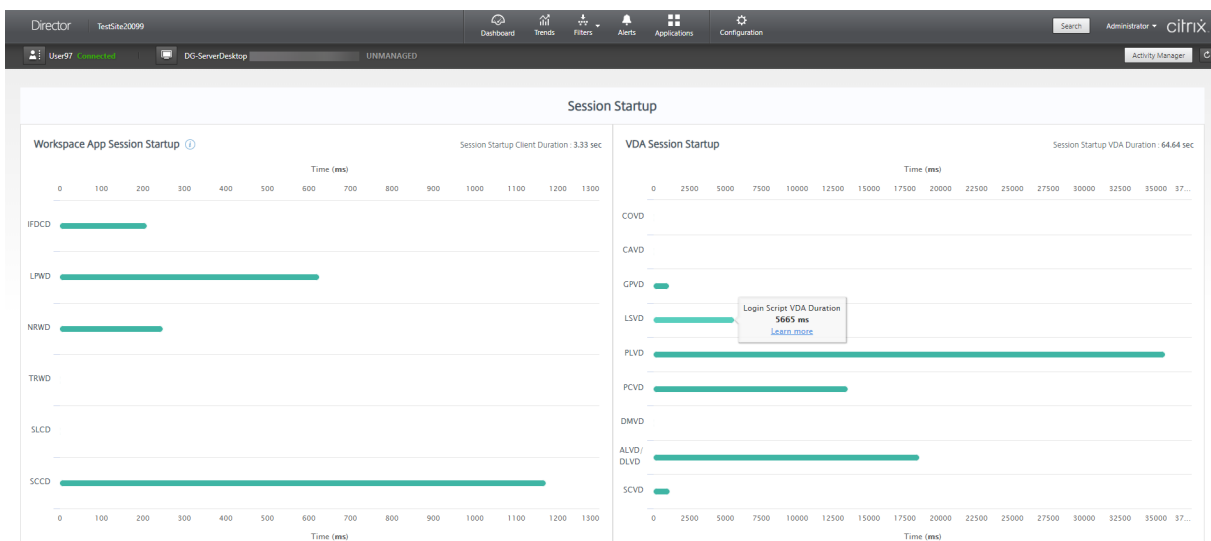 Director TestSite20099 Dashboard Trends Filters Alerts Applications Configuration Search Administrator citrix
User97 Connected DG-ServerDesktop UNMANAGED Activity Manager
Session Startup
Workspace App Session Startup Session Startup Client Duration : 3.33 sec
Time (ms)
0 100 200 300 400 500 600 700 800 900 1000 1100 1200 1300
IFDCD
LPWD
NRWD
TRWD
SLCD
SCCD
0 100 200 300 400 500 600 700 800 900 1000 1100 1200 1300
Time (ms)
VDA Session Startup Session Startup VDA Duration : 64.64 sec
Time (ms)
0 2500 5000 7500 10000 12500 15000 17500 20000 22500 25000 27500 30000 32500 35000 37...
COVD
CAVD
GPVD
LSVD
Login Script VDA Duration
5665 ms
Learn more
PLVD
PCVD
DMVD
ALVD/
DLVD
SCVD
0 2500 5000 7500 10000 12500 15000 17500 20000 22500 25000 27500 30000 32500 35000 37...
Time (ms)